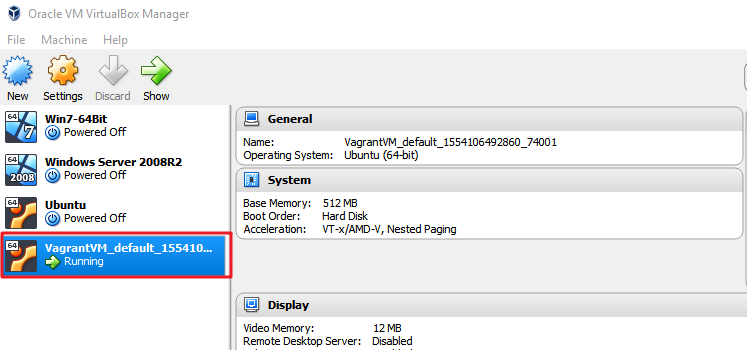 Oracle VM VirtualBox Manager
File Machine Help
New Settings Discard Show
64 7 Win7-64Bit
Powered Off
64 2008 Windows Server 2008R2
Powered Off
64 Ubuntu
Powered Off
64 VagrantVM_default_155410...
Running
General
Name: VagrantVM_default_1554106492860_74001
Operating System: Ubuntu (64-bit)
System
Base Memory: 512 MB
Boot Order: Hard Disk
Acceleration: VT-x/AMD-V, Nested Paging
Display
Video Memory: 12 MB
Remote Desktop Server: Disabled